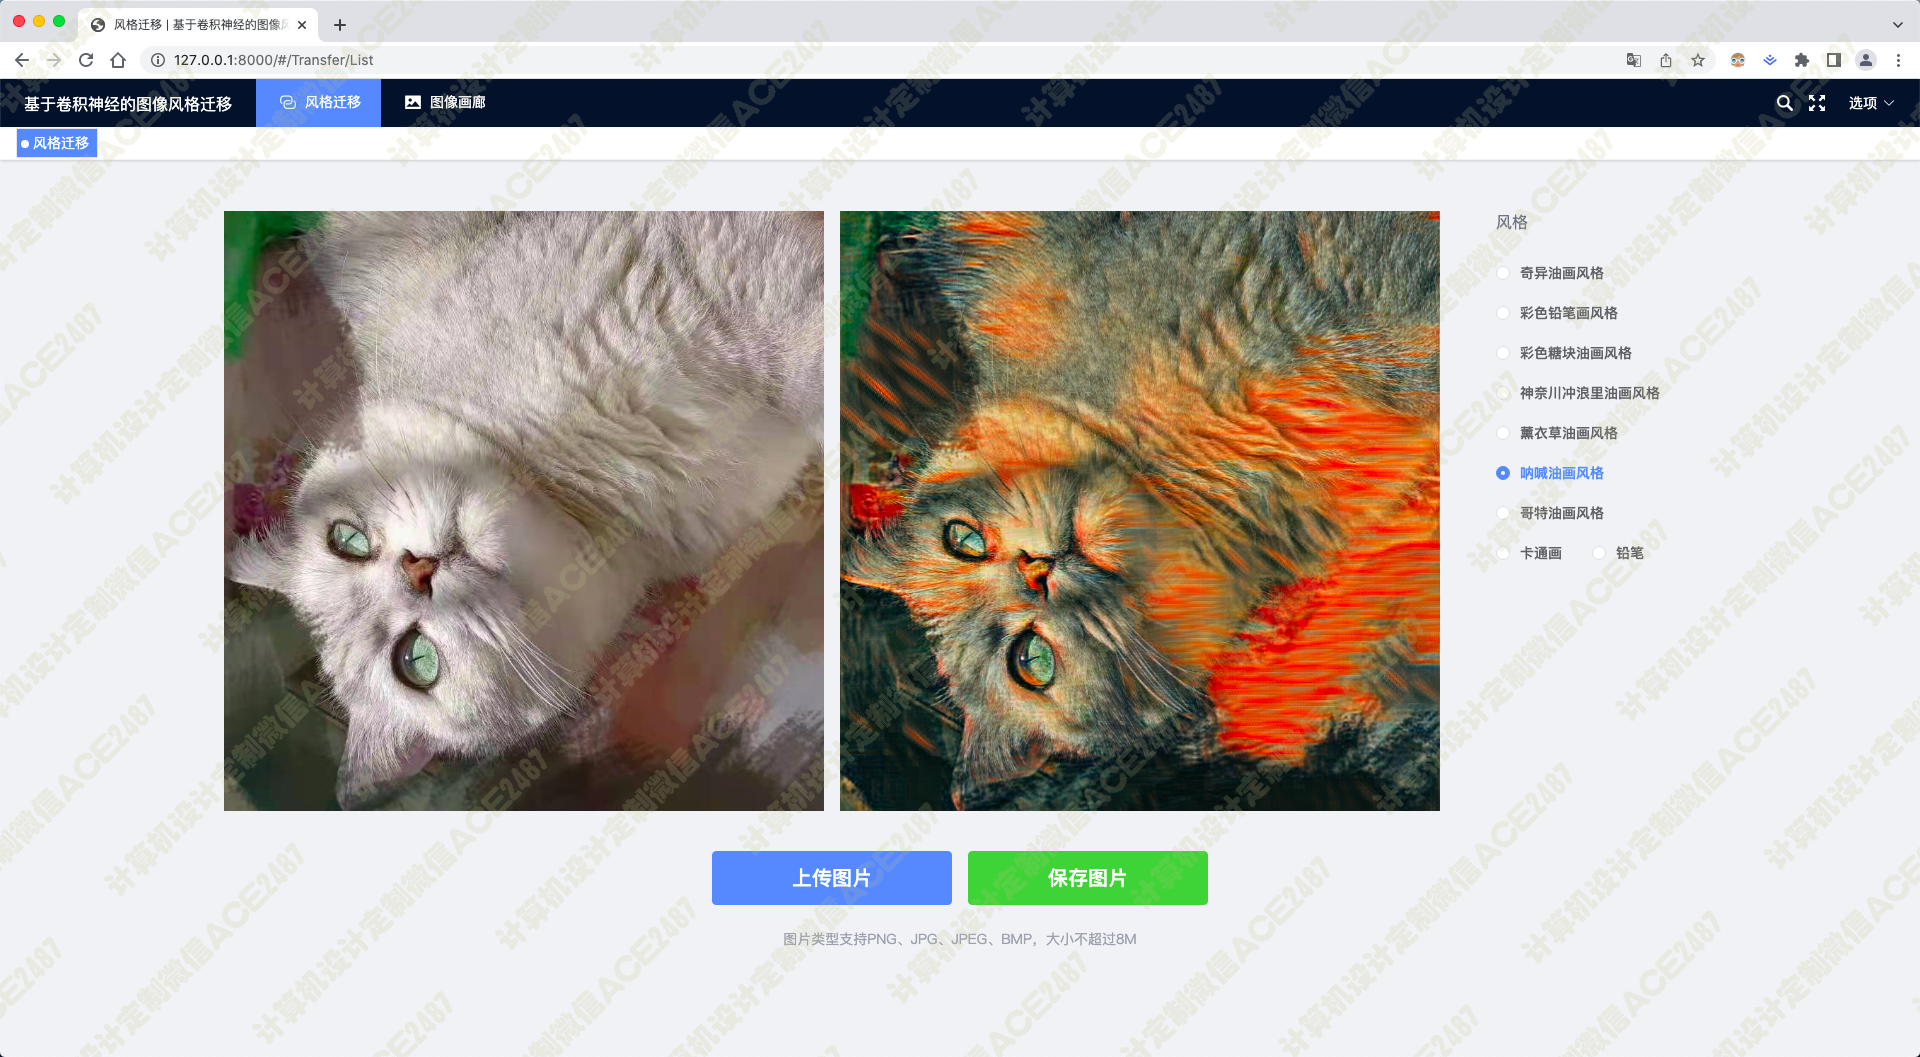 风格迁移 | 基于卷积神经的图像风
127.0.0.1:8000/#/Transfer/List
基于卷积神经的图像风格迁移
风格迁移
图像画廊
选项
风格迁移
风格
奇异油画风格
彩色铅笔画风格
彩色糖块油画风格
神奈川冲浪里油画风格
薰衣草油画风格
呐喊油画风格
哥特油画风格
卡通画
铅笔
上传图片
保存图片
图片类型支持PNG、JPG、JPEG、BMP，大小不超过8M
计算机设计定制微信ACE2487